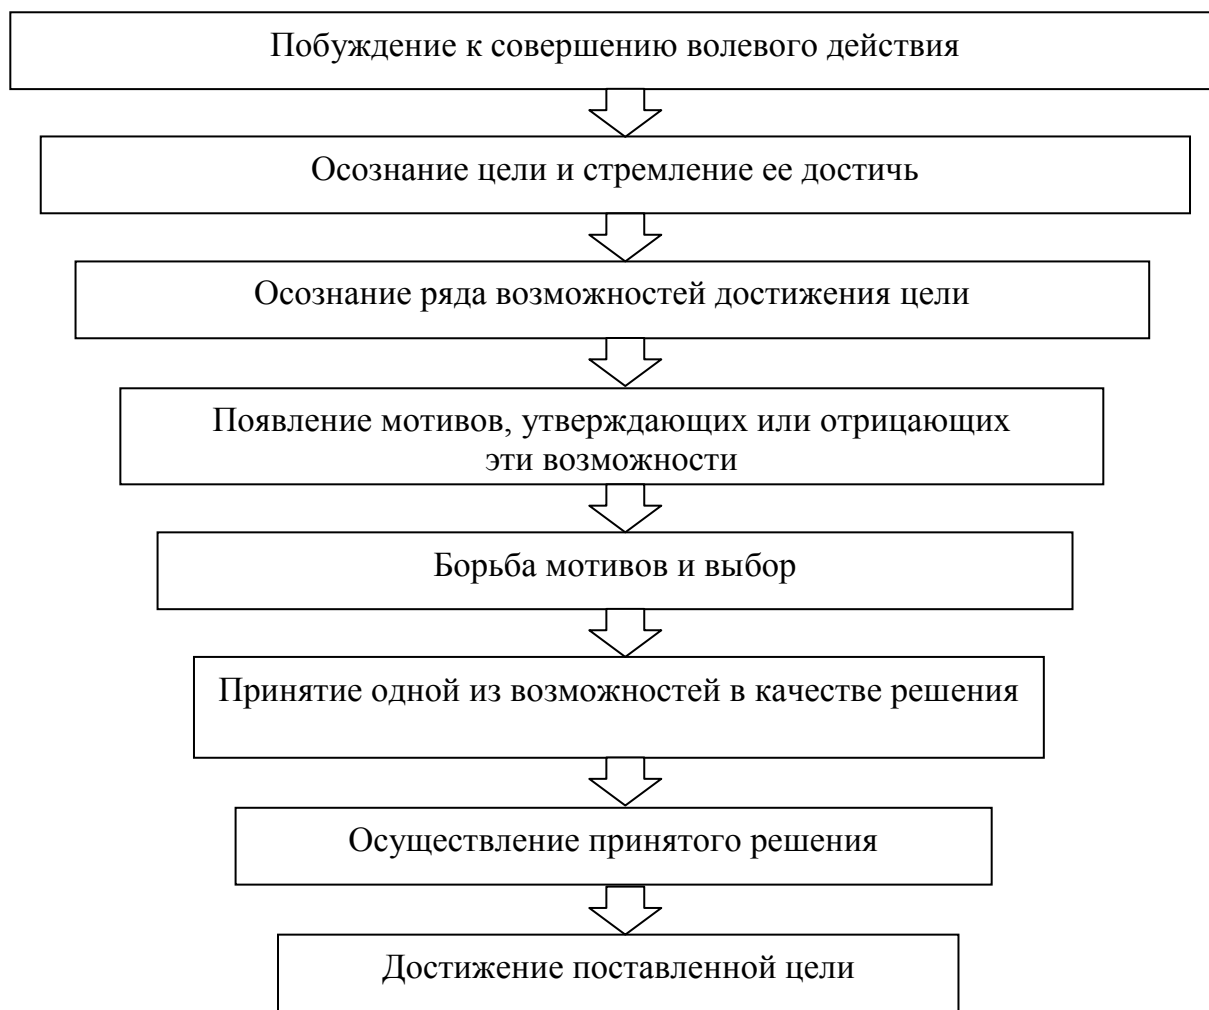 Побуждение к совершению волевого действия
Осознание цели и стремление ее достичь
Осознание ряда возможностей достижения цели
Появление мотивов, утверждающих или отрицающих
эти возможности
Борьба мотивов и выбор
Принятие одной из возможностей в качестве решения
Осуществление принятого решения
Достижение поставленной цели